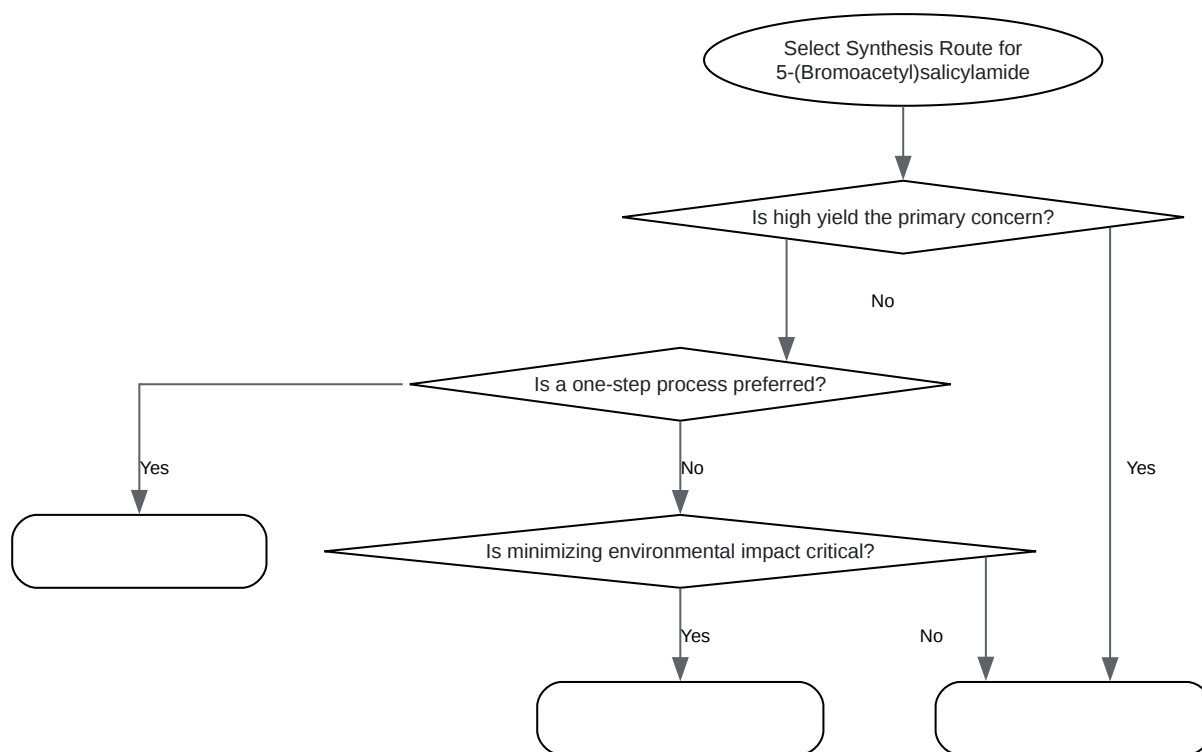 Select Synthesis Route for
5-(Bromoacetyl)salicylamide
Is high yield the primary concern?
No
Is a one-step process preferred?
Yes
No
Yes
Is minimizing environmental impact critical?
Yes
No